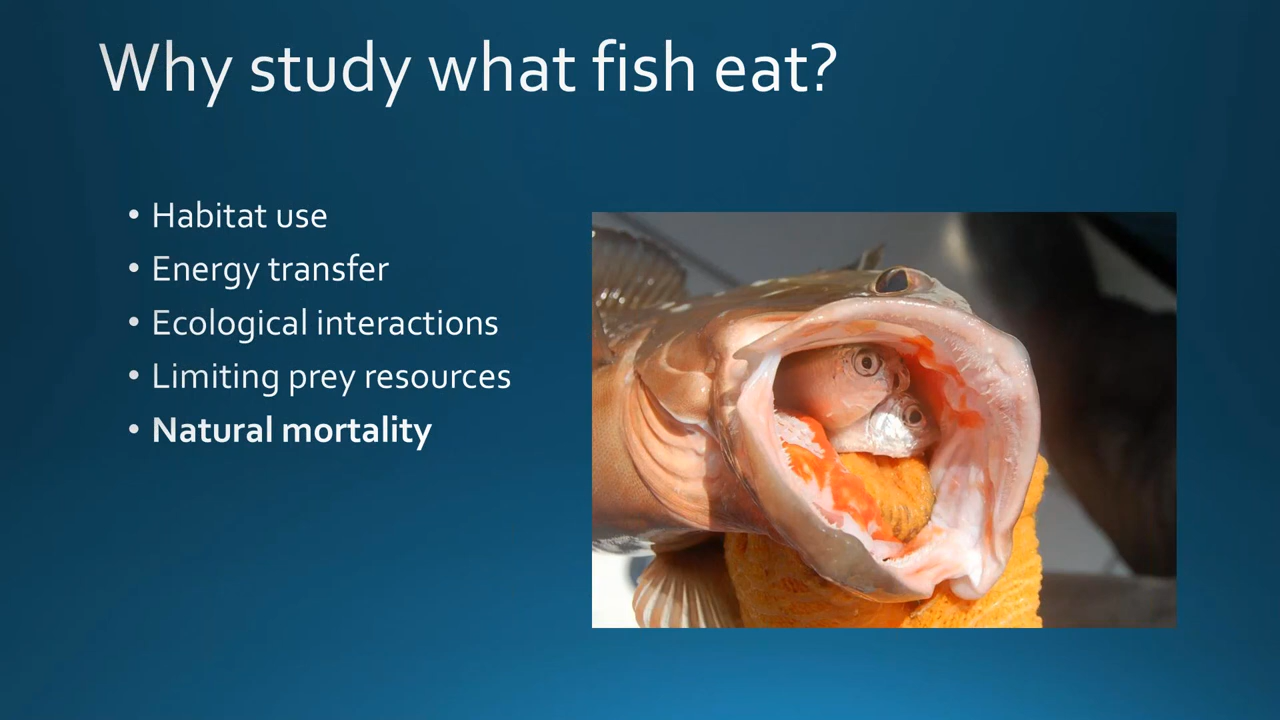 Why study what fish eat?
• Habitat use
• Energy transfer
• Ecological interactions
• Limiting prey resources
• Natural mortality